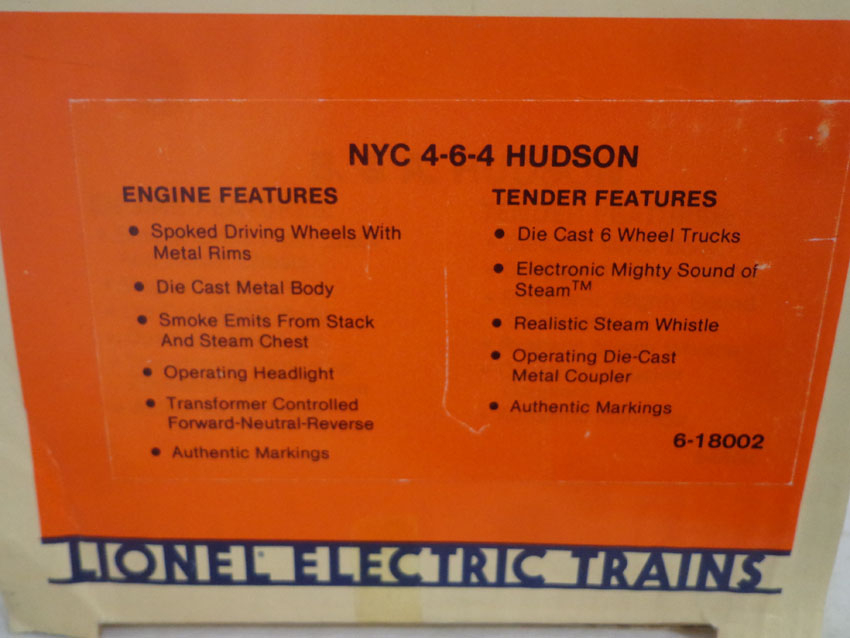 NYC 4-6-4 HUDSON
ENGINE FEATURES
• Spoked Driving Wheels With
Metal Rims
• Die Cast Metal Body
• Smoke Emits From Stack
And Steam Chest
• Operating Headlight
• Transformer Controlled
Forward-Neutral-Reverse
• Authentic Markings
TENDER FEATURES
• Die Cast 6 Wheel Trucks
• Electronic Mighty Sound of
Steam™
• Realistic Steam Whistle
• Operating Die-Cast
Metal Coupler
• Authentic Markings
6-18002
LIONEL® ELECTRIC TRAINS